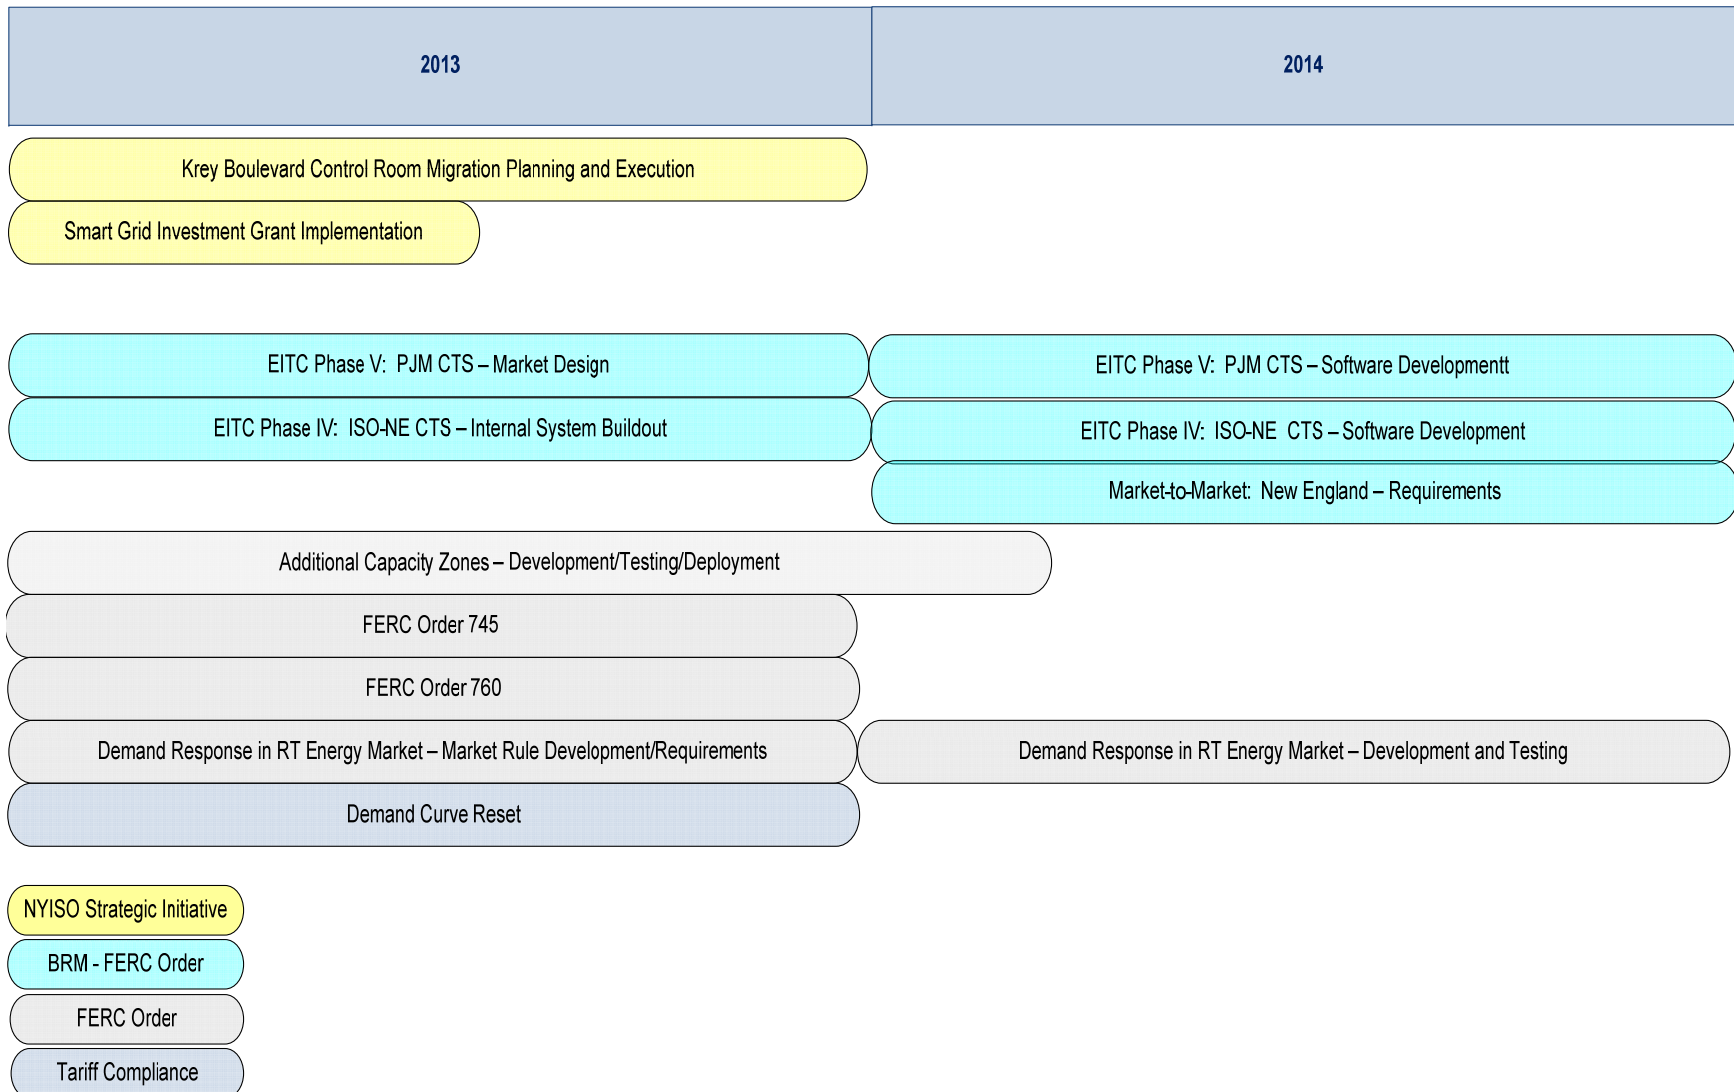 2013
2014
Krey Boulevard Control Room Migration Planning and Execution
Smart Grid Investment Grant Implementation
EITC Phase V: PJM CTS – Market Design
EITC Phase V: PJM CTS – Software Developmentt
EITC Phase IV: ISO-NE CTS – Internal System Buildout
EITC Phase IV: ISO-NE CTS – Software Development
Market-to-Market: New England – Requirements
Additional Capacity Zones – Development/Testing/Deployment
FERC Order 745
FERC Order 760
Demand Response in RT Energy Market – Market Rule Development/Requirements
Demand Response in RT Energy Market – Development and Testing
Demand Curve Reset
NYISO Strategic Initiative
BRM - FERC Order
FERC Order
Tariff Compliance